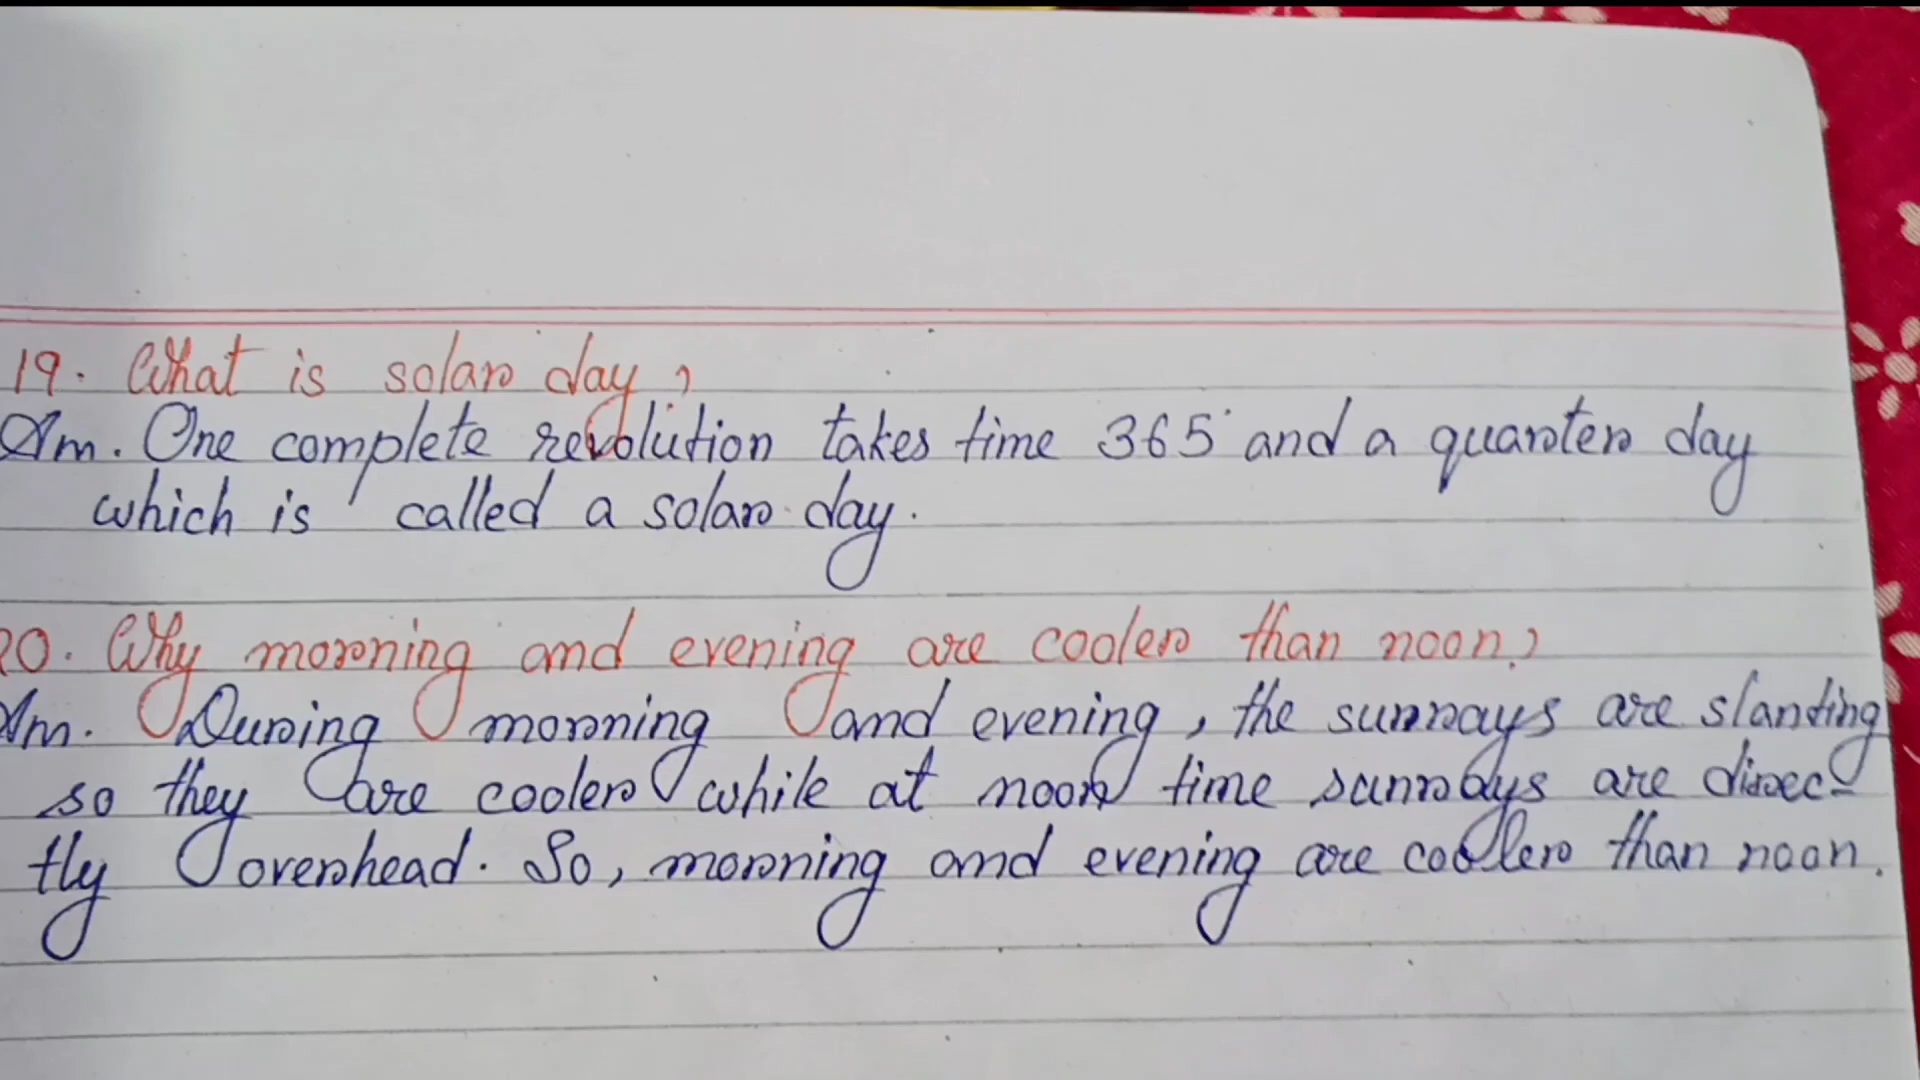 19. What is solar day?
Ans. One complete revolution takes time 365 and a quarter day
which is called a solar day.
20. Why morning and evening are cooler than noon?
Ans. During morning and evening, the sunrays are slanting
so they are cooler while at noon time sunrays are direc-
tly overhead. So, morning and evening are cooler than noon.